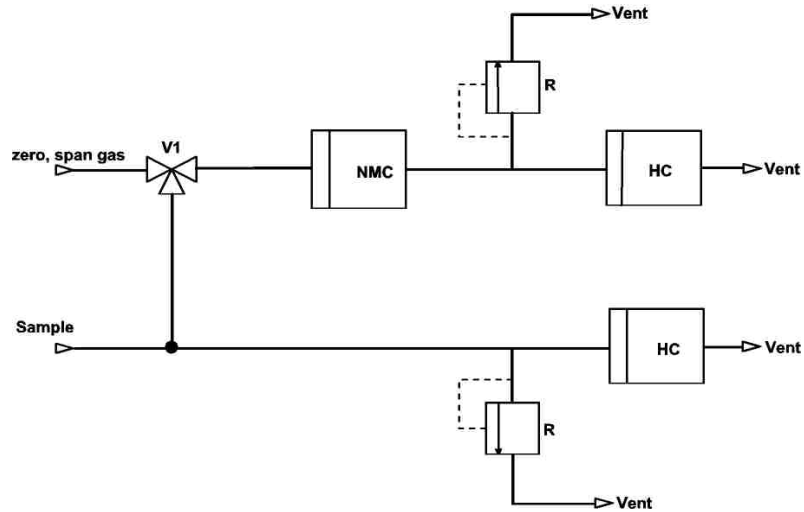 Vent
R
V1
zero, span gas
NMC
HC
Vent
Sample
HC
Vent
R
Vent